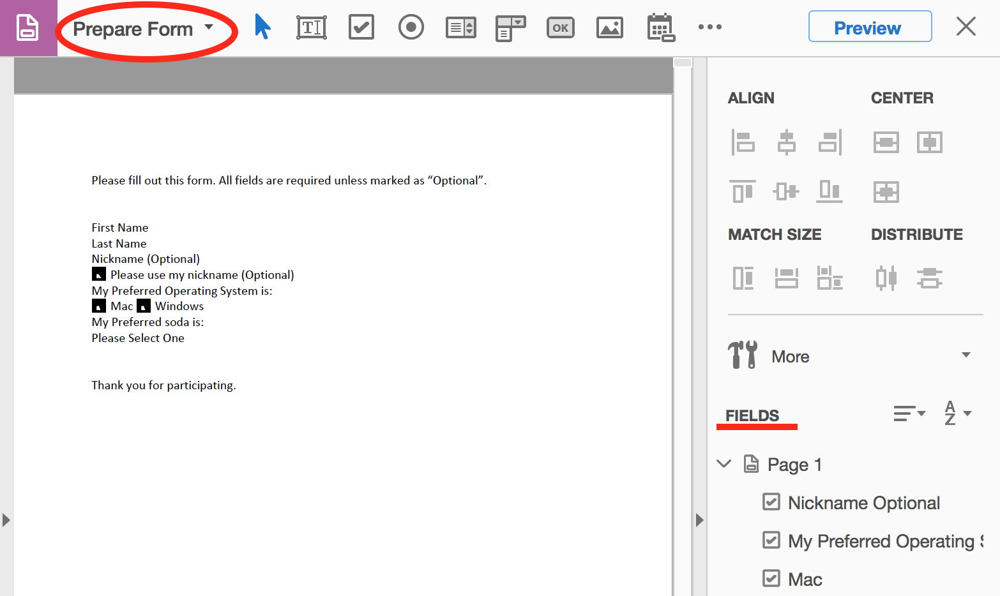 Prepare Form
TI
OK
Preview
Please fill out this form. All fields are required unless marked as “Optional”.
First Name
Last Name
Nickname (Optional)
Please use my nickname (Optional)
My Preferred Operating System is:
Mac Windows
My Preferred soda is:
Please Select One
Thank you for participating.
ALIGN CENTER
MATCH SIZE DISTRIBUTE
More
FIELDS
A
Z
Page 1
Nickname Optional
My Preferred Operating S
Mac